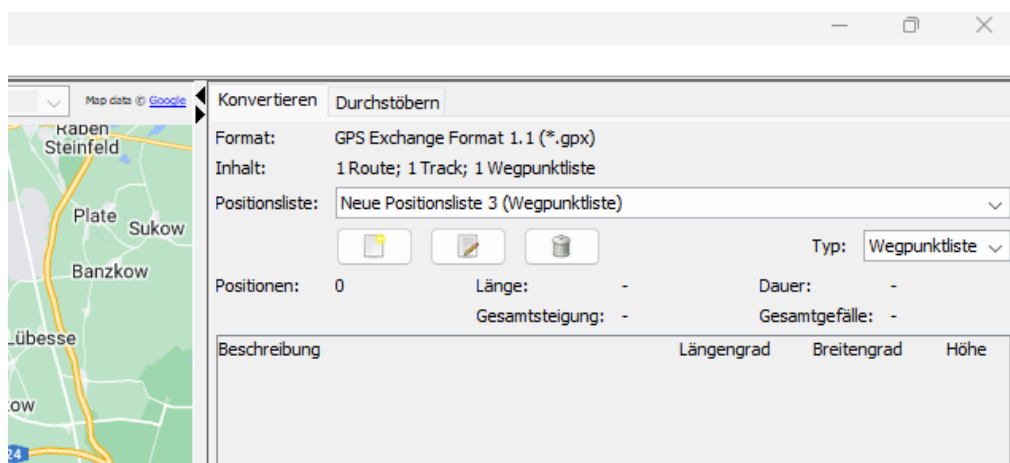 Map data © Google
Raben
Steinfeld
Plate
Sukow
Banzkow
Lübesse
ow
24
Konvertieren Durchstöbern
Format: GPS Exchange Format 1.1 (*.gpx)
Inhalt: 1 Route; 1 Track; 1 Wegpunktliste
Positionsliste: Neue Positionsliste 3 (Wegpunktliste)
Typ: Wegpunktliste
Positionen: 0 Länge: - Dauer: -
Gesamtsteigung: - Gesamtgefälle: -
Beschreibung Längengrad Breitengrad Höhe